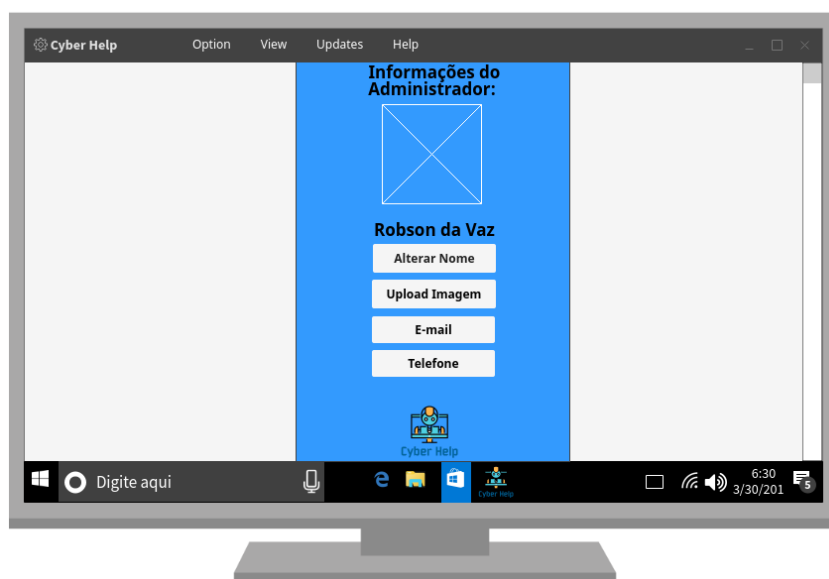 Cyber Help Option View Updates Help
Informações do
Administrador:
Robson da Vaz
Alterar Nome
Upload Imagem
E-mail
Telefone
Cyber Help
Digite aqui
Cyber Help
6:30
3/30/201
5